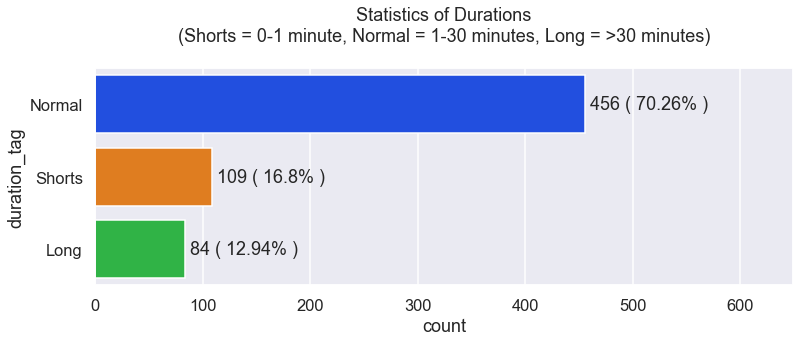 Statistics of Durations
(Shorts = 0-1 minute, Normal = 1-30 minutes, Long = >30 minutes)
duration_tag
Normal
456 ( 70.26% )
Shorts
109 ( 16.8% )
Long
84 ( 12.94% )
0 100 200 300 400 500 600
count